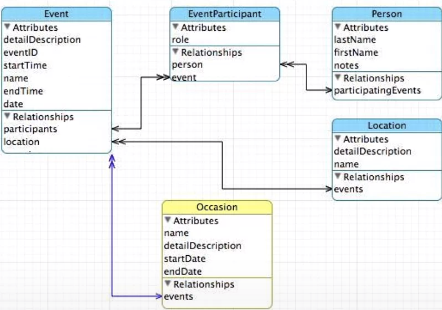 Event
Attributes
detailDescription
eventID
startTime
name
endTime
date
Relationships
participants
location
EventParticipant
Attributes
role
Relationships
person
event
Person
Attributes
lastName
firstName
notes
Relationships
participatingEvents
Location
Attributes
detailDescription
name
Relationships
events
Occasion
Attributes
name
detailDescription
startDate
endDate
Relationships
events